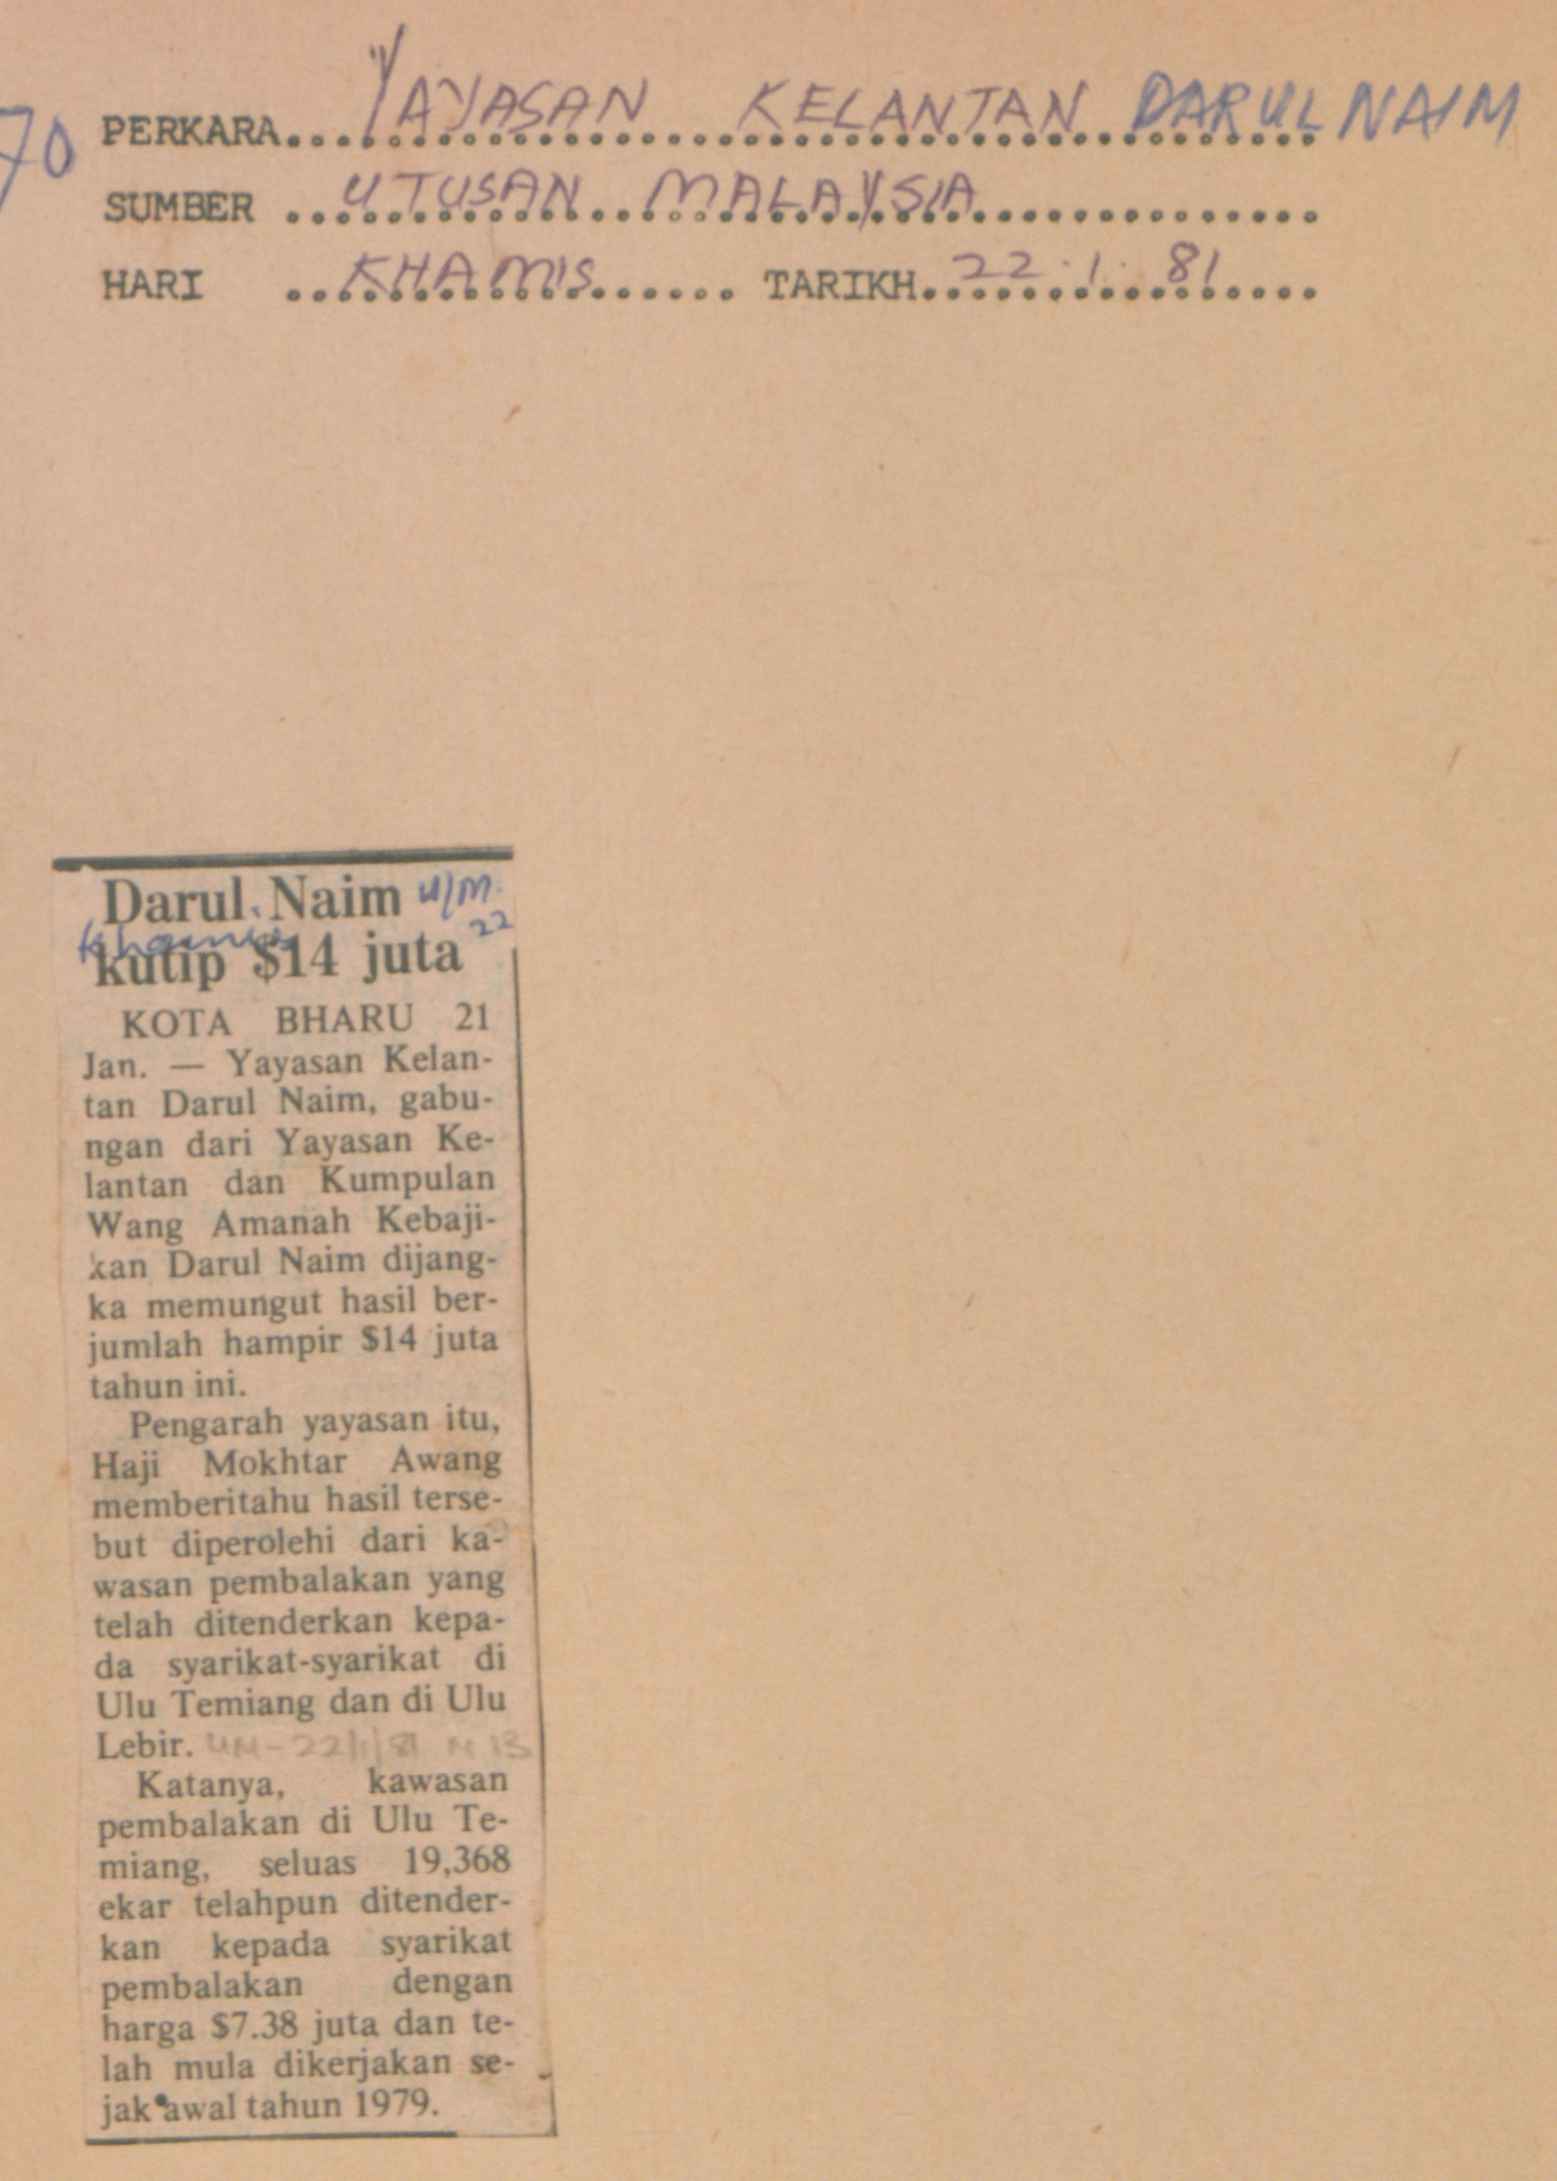 70
PERKARA....YAYASAN KELANTAN DARUL NAIM
SUMBER ....UTUSAN MALAYSIA....
HARI ....KHAMIS.... TARIKH....22.1.81....
Darul Naim U/M
Khamis 22
kutip $14 juta
KOTA BHARU 21
Jan. — Yayasan Kelan-
tan Darul Naim, gabu-
ngan dari Yayasan Ke-
lantan dan Kumpulan
Wang Amanah Kebaji-
kan Darul Naim dijang-
ka memungut hasil ber-
jumlah hampir $14 juta
tahun ini.
Pengarah yayasan itu,
Haji Mokhtar Awang
memberitahu hasil terse-
but diperolehi dari ka-
wasan pembalakan yang
telah ditenderkan kepa-
da syarikat-syarikat di
Ulu Temiang dan di Ulu
Lebir. UM-22/1/81 M 13
Katanya, kawasan
pembalakan di Ulu Te-
miang, seluas 19,368
ekar telahpun ditender-
kan kepada syarikat
pembalakan dengan
harga $7.38 juta dan te-
lah mula dikerjakan se-
jak awal tahun 1979.